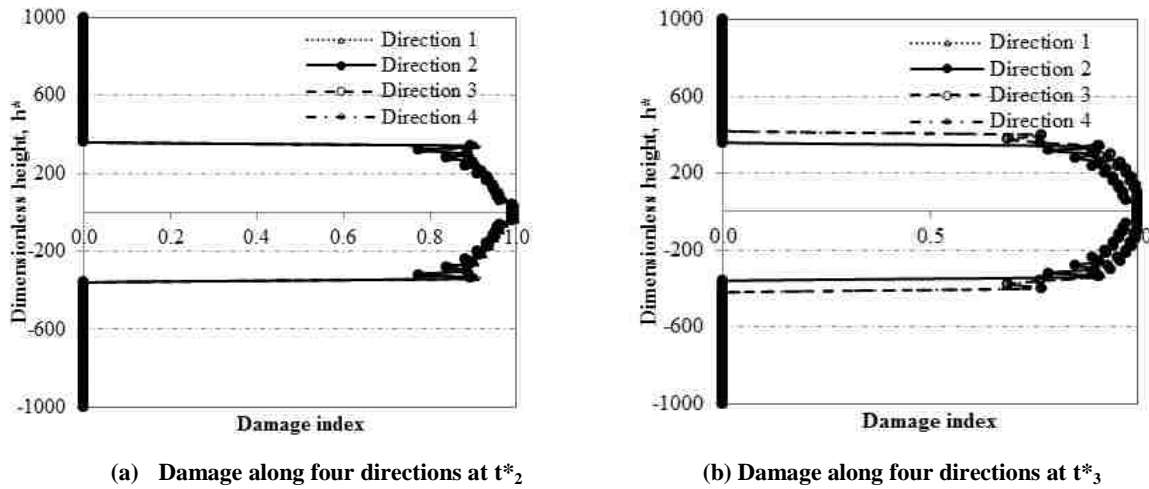 1000
600
200
-200
-600
-1000
Dimensionless height, h*
0.0 0.2 0.4 0.6 0.8 1.0
Direction 1
Direction 2
Direction 3
Direction 4
Damage index
(a) Damage along four directions at t*2
1000
600
200
-200
-600
-1000
Dimensionless height, h*
0.0 0.5
Direction 1
Direction 2
Direction 3
Direction 4
Damage index
(b) Damage along four directions at t*3